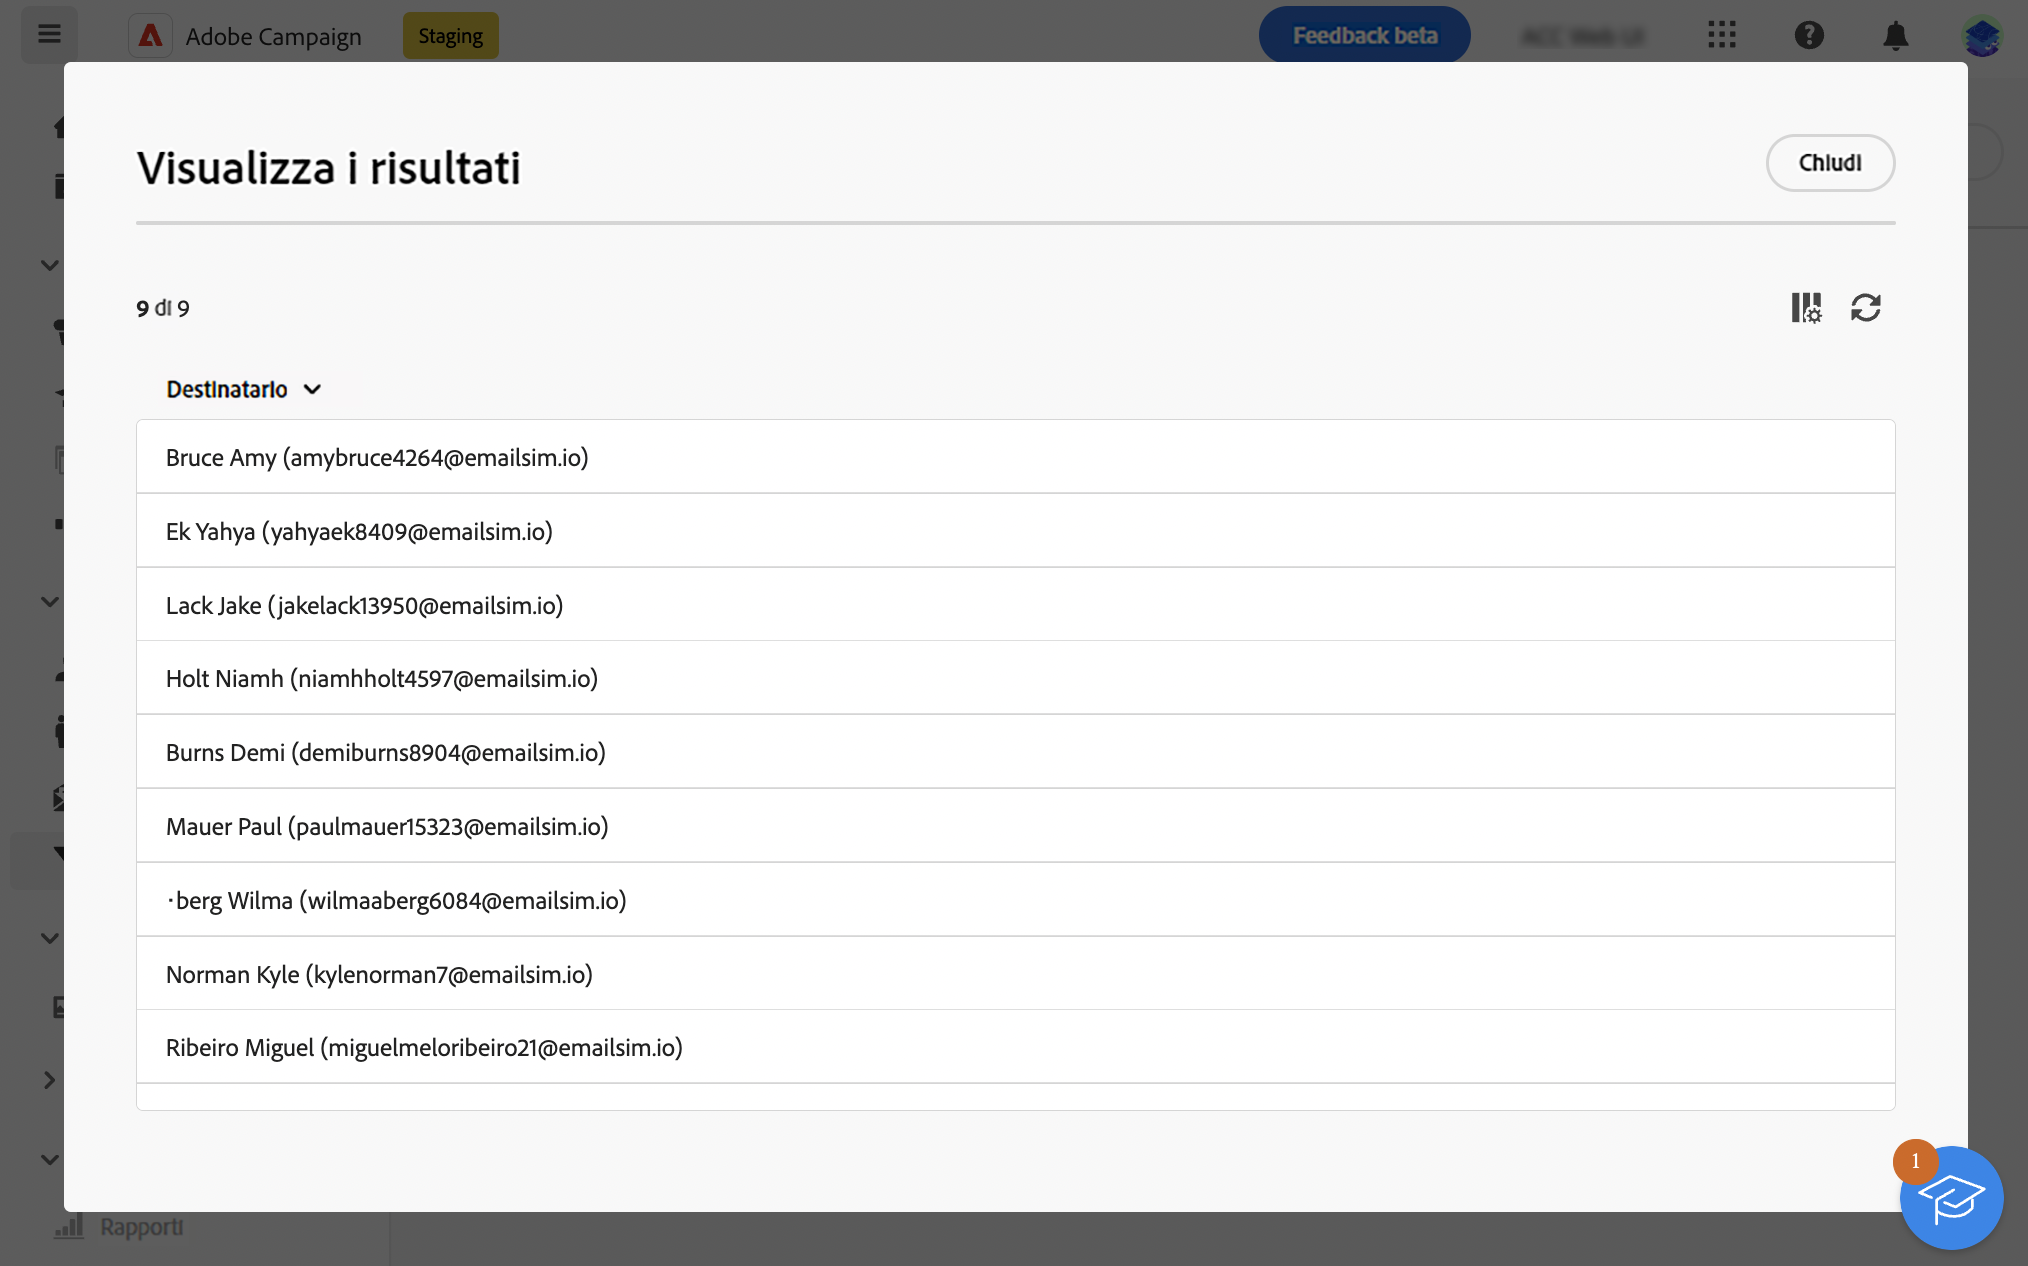 Adobe Campaign
Staging
Feedback beta
Visualizza i risultati
Chiudi
9 di 9
Destinatario
Bruce Amy (amybruce4264@emailsim.io)
Ek Yahya (yahyaek8409@emailsim.io)
Lack Jake (jakelack13950@emailsim.io)
Holt Niamh (niamhholt4597@emailsim.io)
Burns Demi (demiburns8904@emailsim.io)
Mauer Paul (paulmauer15323@emailsim.io)
·berg Wilma (wilmaaberg6084@emailsim.io)
Norman Kyle (kylenorman7@emailsim.io)
Ribeiro Miguel (miguelmeloribeiro21@emailsim.io)
1
Rapporti